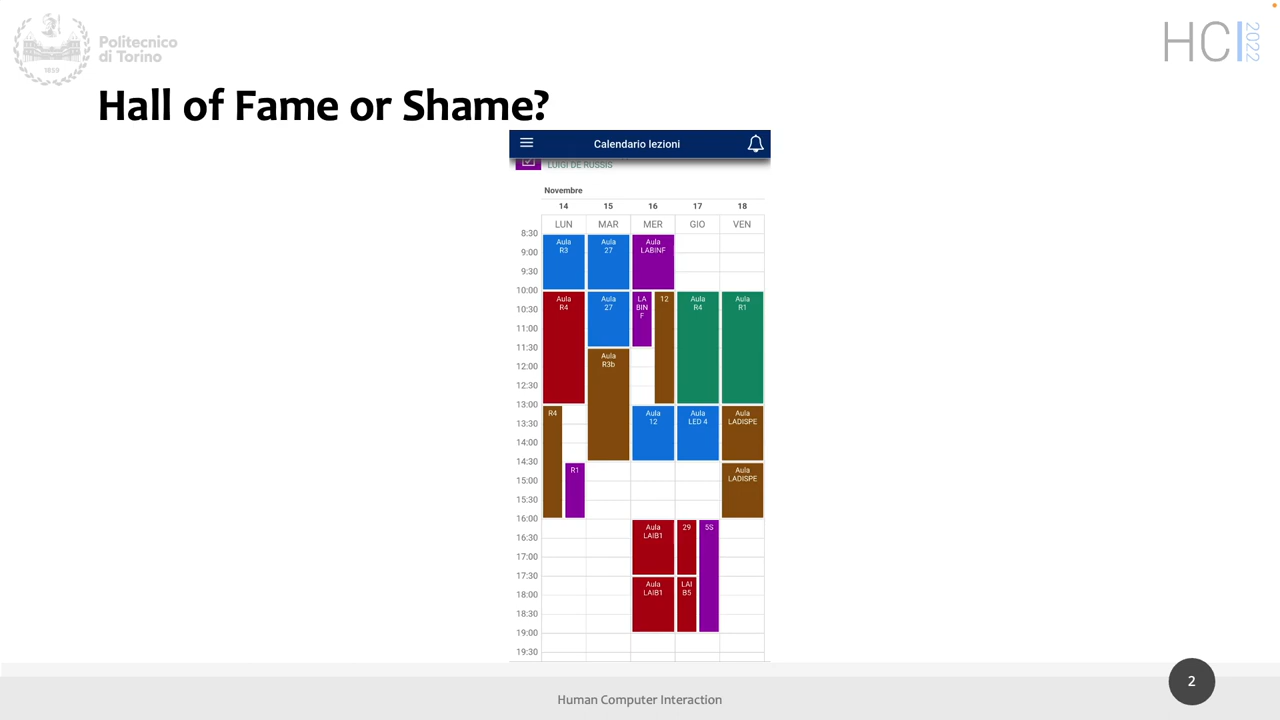 Politecnico
di Torino
1859
HCI 2022
Hall of Fame or Shame?
Calendario lezioni
LUIGI DE RUSSIS
Novembre
14 15 16 17 18
LUN MAR MER GIO VEN
8:30
Aula R3
Aula 27
Aula LABINF
9:00
9:30
10:00
Aula R4
Aula 27
LA BIN F
12
Aula R4
Aula R1
10:30
11:00
11:30
Aula R3b
12:00
12:30
13:00
R4
Aula 12
Aula LED 4
Aula LADISPE
13:30
14:00
14:30
R1
Aula LADISPE
15:00
15:30
16:00
Aula LAIB1
29
5S
16:30
17:00
17:30
Aula LAIB1
LAI B5
18:00
18:30
19:00
19:30
Human Computer Interaction
2